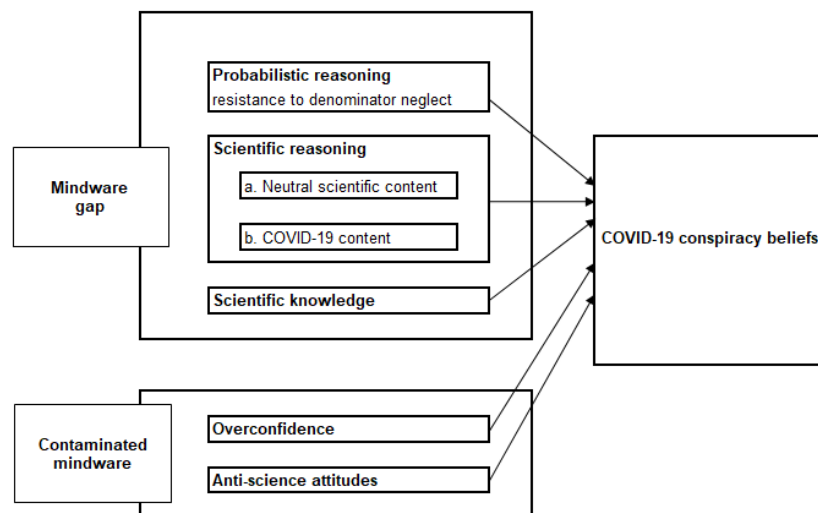 Probabilistic reasoning
resistance to denominator neglect
Scientific reasoning
a. Neutral scientific content
b. COVID-19 content
Mindware
gap
Scientific knowledge
COVID-19 conspiracy beliefs
Overconfidence
Contaminated
mindware
Anti-science attitudes